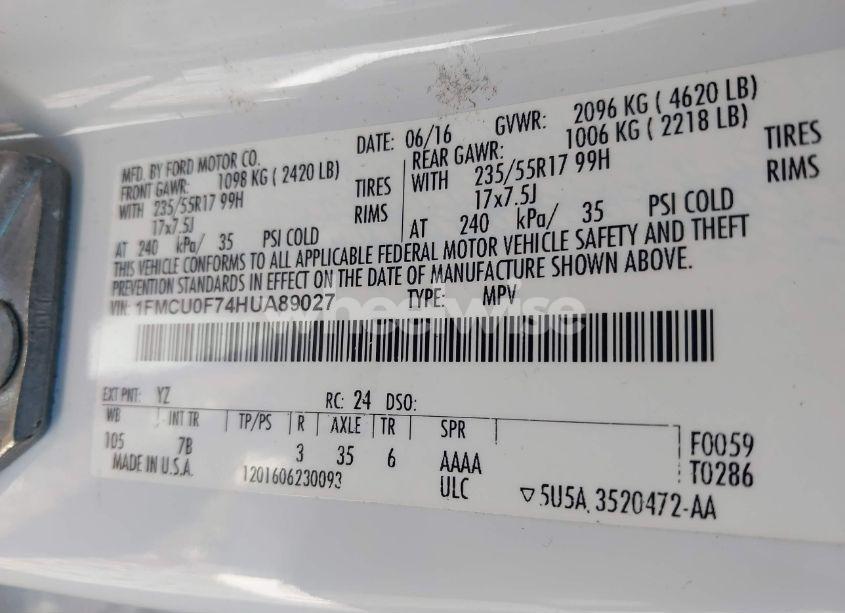 MFD. BY FORD MOTOR CO.
DATE: 06/16 GVWR: 2096 KG ( 4620 LB)
FRONT GAWR: 1098 KG ( 2420 LB)
WITH 235/55R17 99H TIRES
17x7.5J RIMS
AT 240 kPa/ 35 PSI COLD
REAR GAWR: 1006 KG ( 2218 LB)
WITH 235/55R17 99H TIRES
17x7.5J RIMS
AT 240 kPa/ 35 PSI COLD
THIS VEHICLE CONFORMS TO ALL APPLICABLE FEDERAL MOTOR VEHICLE SAFETY AND THEFT
PREVENTION STANDARDS IN EFFECT ON THE DATE OF MANUFACTURE SHOWN ABOVE.
VIN: 1FMCU0F74HUA89027 TYPE: MPV
wheelwise
EXT PNT: YZ RC: 24 DSO:
WB INT TR TP/PS R AXLE TR SPR
105 7B 3 35 6 AAAA
F0059
T0286
MADE IN U.S.A. 1201606230093 ULC
▽5U5A 3520472-AA